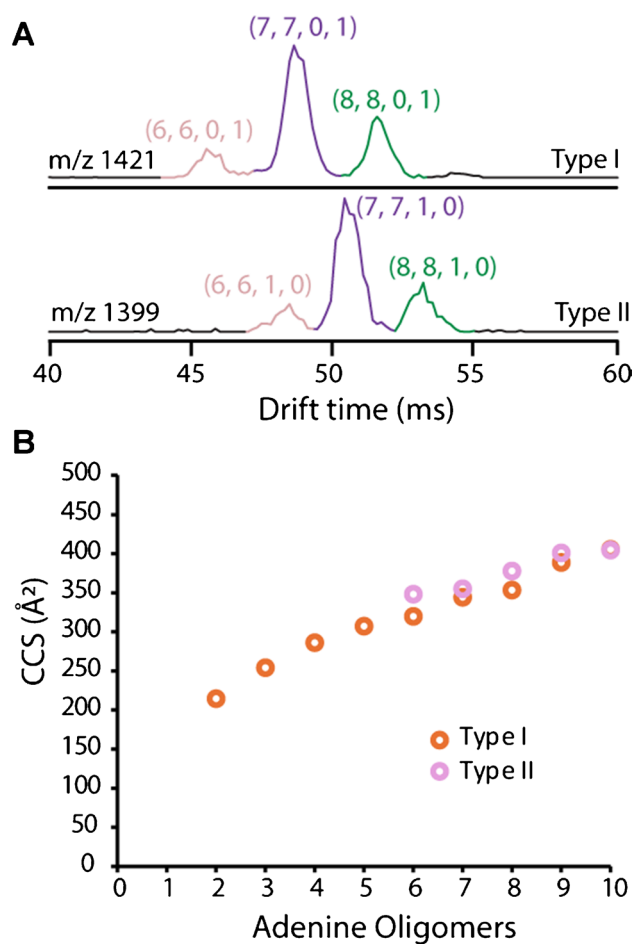 A
(7, 7, 0, 1)
(8, 8, 0, 1)
(6, 6, 0, 1)
m/z 1421
Type I
(7, 7, 1, 0)
(8, 8, 1, 0)
(6, 6, 1, 0)
m/z 1399
Type II
40 45 50 55 60
Drift time (ms)
B
500
450
400
350
300
250
200
150
100
50
0
CCS (Å²)
Type I
Type II
0 1 2 3 4 5 6 7 8 9 10
Adenine Oligomers